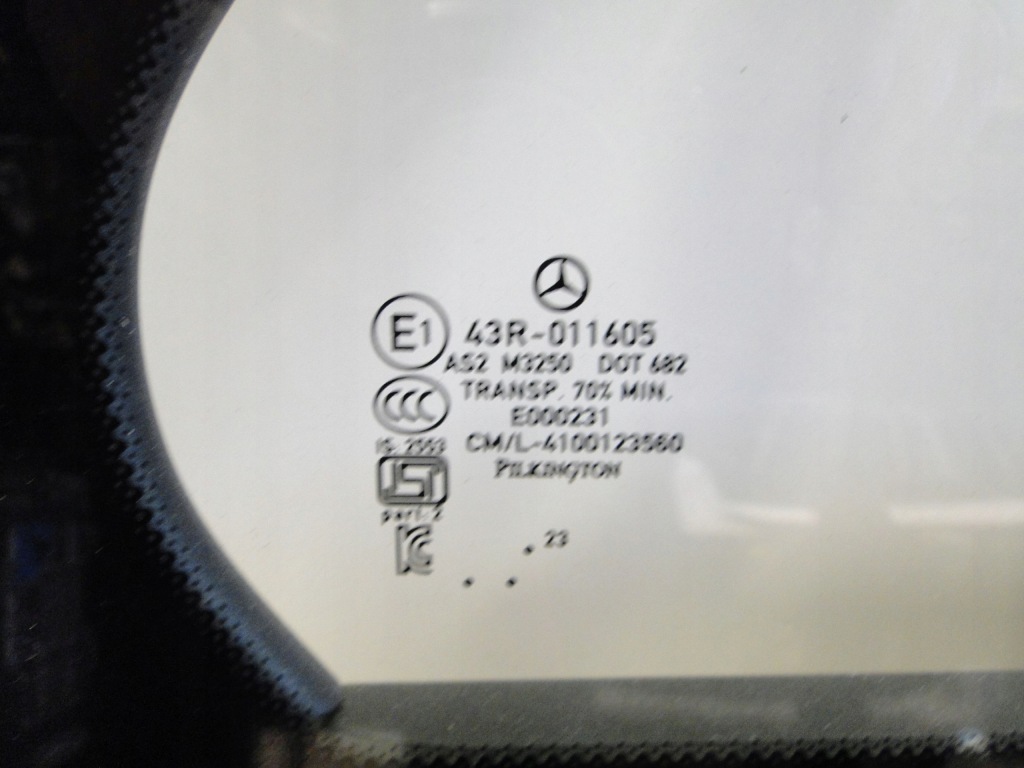 E1 43R-011605
AS2 M3250 DOT 682
CCC TRANSP. 70% MIN.
E000231
IS. 2553 CM/L-4100123560
PILKINGTON
part. 2
. 23
. .